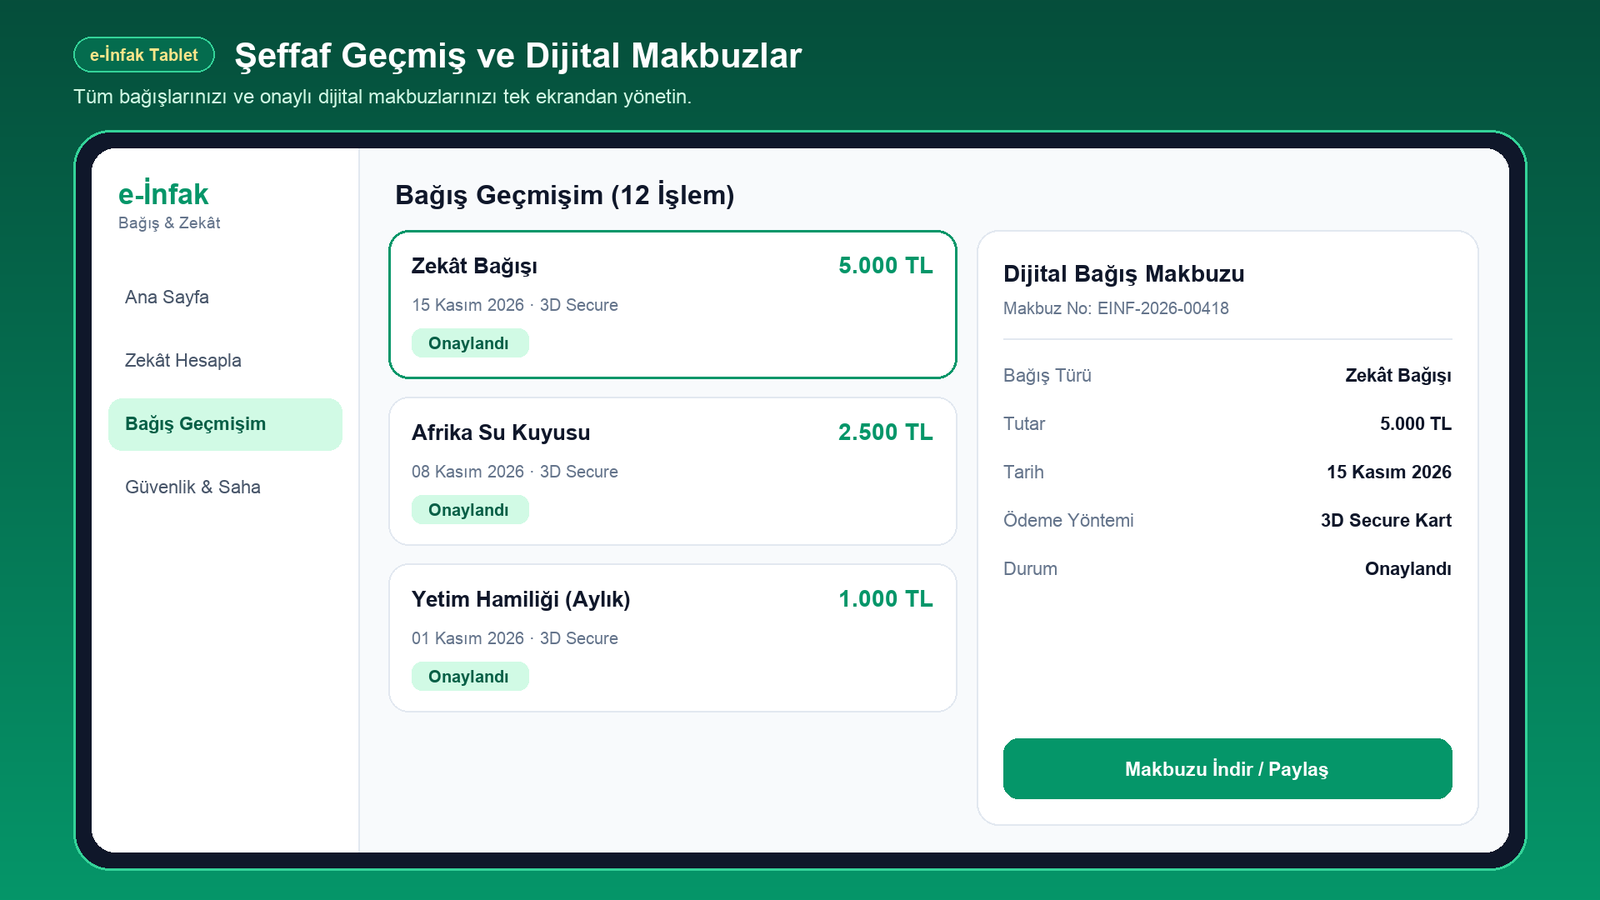 e-İnfak Tablet
Şeffaf Geçmiş ve Dijital Makbuzlar
Tüm bağışlarınızı ve onaylı dijital makbuzlarınızı tek ekrandan yönetin.
e-İnfak
Bağış & Zekât
Ana Sayfa
Zekât Hesapla
Bağış Geçmişim
Güvenlik & Saha
Bağış Geçmişim (12 İşlem)
Zekât Bağışı 5.000 TL
15 Kasım 2026 · 3D Secure
Onaylandı
Afrika Su Kuyusu 2.500 TL
08 Kasım 2026 · 3D Secure
Onaylandı
Yetim Hamiliği (Aylık) 1.000 TL
01 Kasım 2026 · 3D Secure
Onaylandı
Dijital Bağış Makbuzu
Makbuz No: EINF-2026-00418
Bağış Türü Zekât Bağışı
Tutar 5.000 TL
Tarih 15 Kasım 2026
Ödeme Yöntemi 3D Secure Kart
Durum Onaylandı
Makbuzu İndir / Paylaş